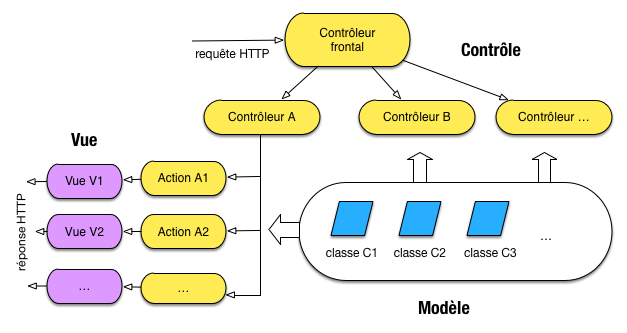 Contrôleur
frontal
requête HTTP
Contrôle
Contrôleur A
Contrôleur B
Contrôleur ...
Vue
Vue V1
Action A1
Vue V2
Action A2
...
...
réponse HTTP
classe C1
classe C2
classe C3
...
Modèle